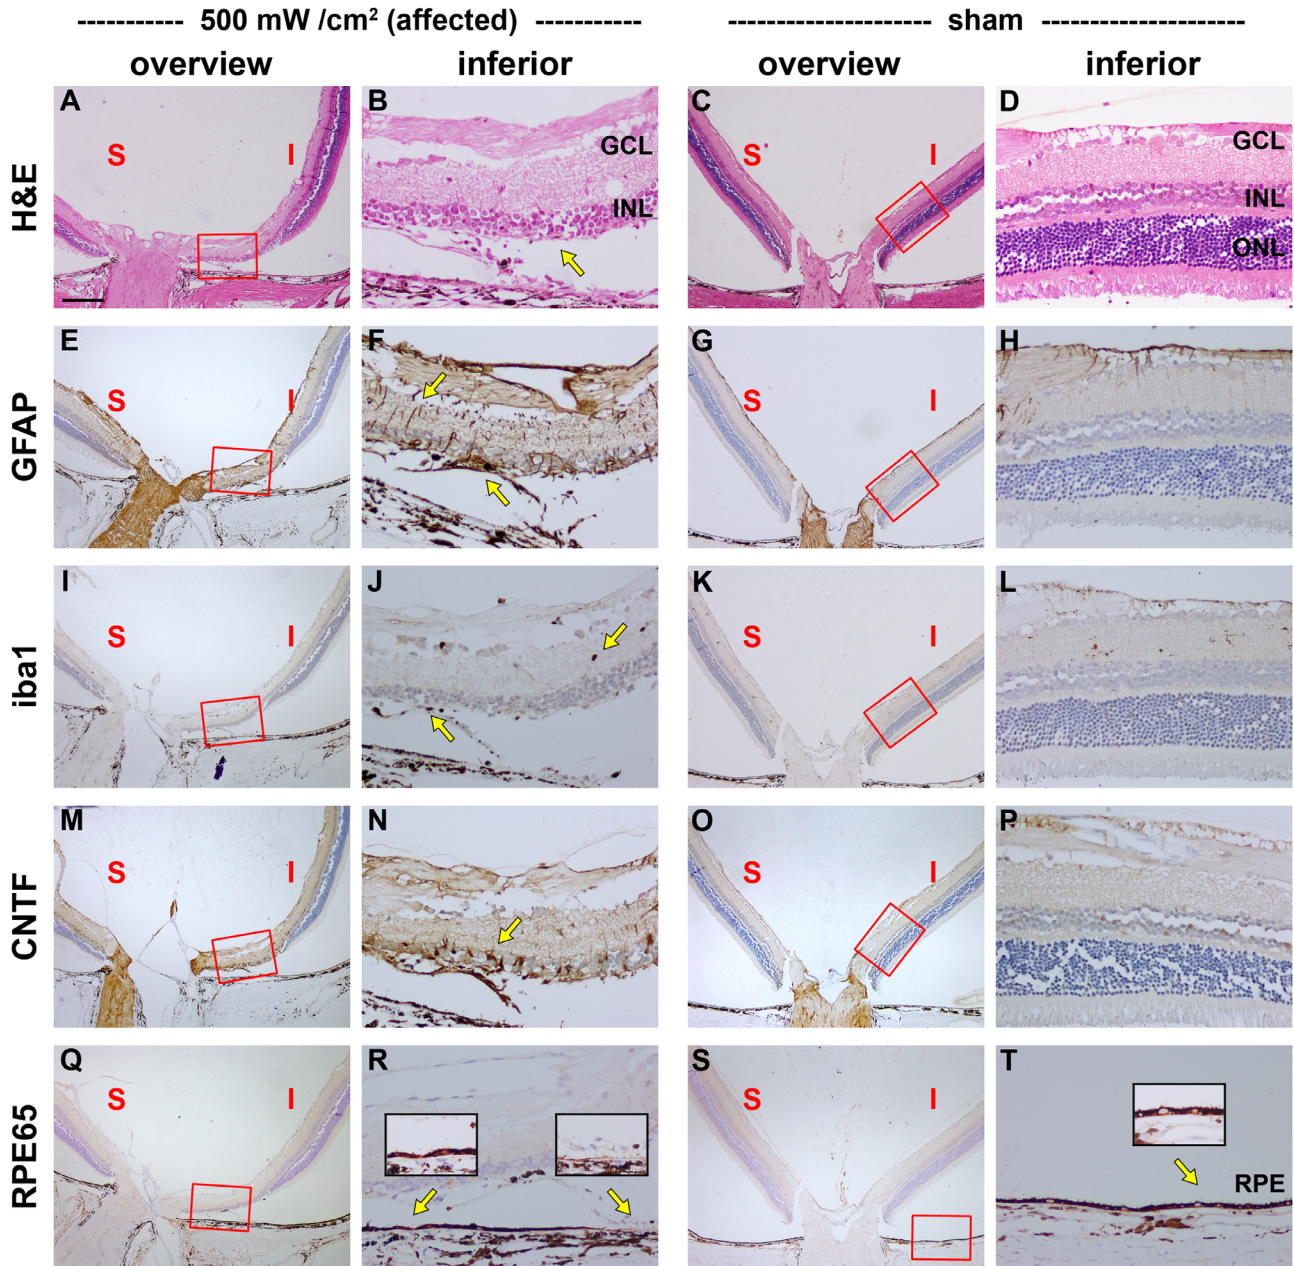 500 mW /cm² (affected) sham
overview inferior overview inferior
H&E
A S I
B GCL INL
C S I
D GCL INL ONL
GFAP
E S I
F
G S I
H
iba1
I S I
J
K S I
L
CNTF
M S I
N
O S I
P
RPE65
Q S I
R
S S I
T RPE